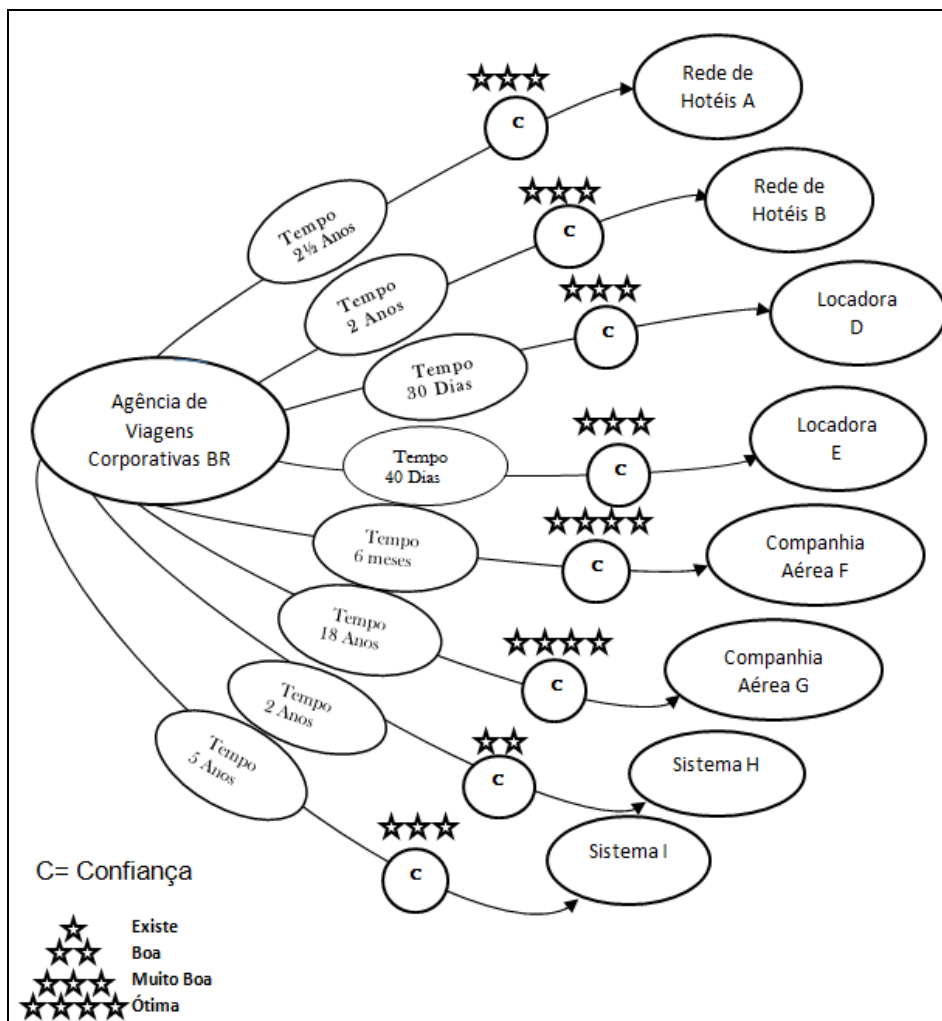 C
Rede de
Hotéis A
Tempo
2½ Anos
C
Rede de
Hotéis B
Tempo
2 Anos
C
Locadora
D
Tempo
30 Dias
Agência de
Viagens
Corporativas BR
C
Locadora
E
Tempo
40 Dias
C
Companhia
Aérea F
Tempo
6 meses
C
Companhia
Aérea G
Tempo
18 Anos
C
Sistema H
Tempo
2 Anos
C
Sistema I
Tempo
5 Anos
C= Confiança
Existe
Boa
Muito Boa
Ótima